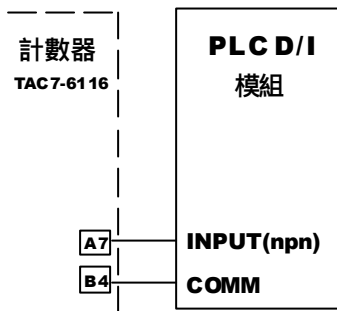 計數器
TAC7-6116
PLC D/I
模組
A7
INPUT(npn)
B4
COMM